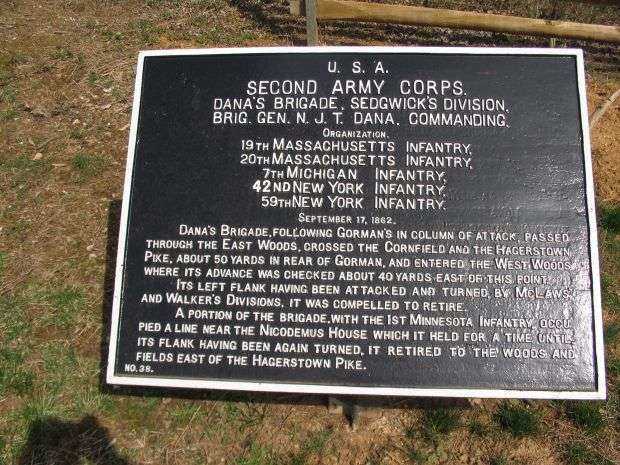 U. S. A.
SECOND ARMY CORPS.
DANA'S BRIGADE, SEDGWICK'S DIVISION,
BRIG. GEN. N. J. T. DANA, COMMANDING.
ORGANIZATION.
19TH MASSACHUSETTS INFANTRY,
20TH MASSACHUSETTS INFANTRY,
7TH MICHIGAN INFANTRY,
42ND NEW YORK INFANTRY,
59TH NEW YORK INFANTRY.
SEPTEMBER 17, 1862.
DANA'S BRIGADE, FOLLOWING GORMAN'S IN COLUMN OF ATTACK, PASSED
THROUGH THE EAST WOODS, CROSSED THE CORNFIELD AND THE HAGERSTOWN
PIKE, ABOUT 50 YARDS IN REAR OF GORMAN, AND ENTERED THE WEST WOODS
WHERE ITS ADVANCE WAS CHECKED ABOUT 40 YARDS EAST OF THIS POINT.
ITS LEFT FLANK HAVING BEEN ATTACKED AND TURNED, BY MCLAWS'
AND WALKER'S DIVISIONS, IT WAS COMPELLED TO RETIRE.
A PORTION OF THE BRIGADE, WITH THE 1ST MINNESOTA INFANTRY, OCCU
PIED A LINE NEAR THE NICODEMUS HOUSE WHICH IT HELD FOR A TIME UNTIL
ITS FLANK HAVING BEEN AGAIN TURNED, IT RETIRED TO THE WOODS AND
FIELDS EAST OF THE HAGERSTOWN PIKE.
NO. 38.